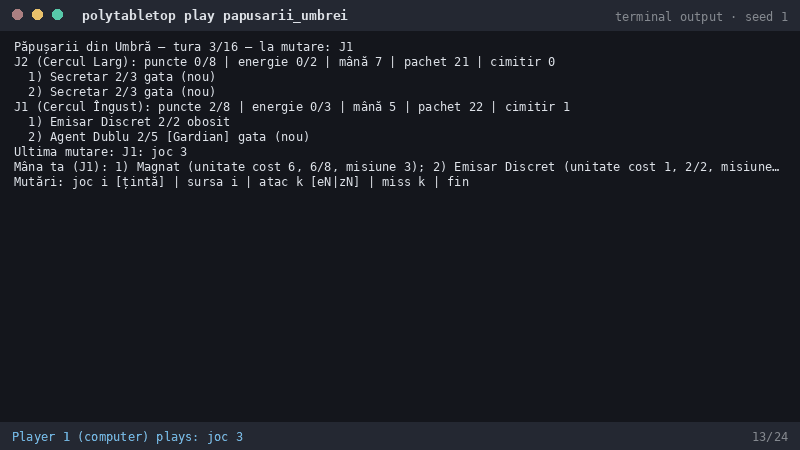 polytabletop play papusarii_umbrei
terminal output · seed 1
Păpușarii din Umbră — tura 3/16 — la mutare: J1
J2 (Cercul Larg): puncte 0/8 | energie 0/2 | mână 7 | pachet 21 | cimitir 0
1) Secretar 2/3 gata (nou)
2) Secretar 2/3 gata (nou)
J1 (Cercul Îngust): puncte 2/8 | energie 0/3 | mână 5 | pachet 22 | cimitir 1
1) Emisar Discret 2/2 obosit
2) Agent Dublu 2/5 [Gardian] gata (nou)
Ultima mutare: J1: joc 3
Mâna ta (J1): 1) Magnat (unitate cost 6, 6/8, misiune 3); 2) Emisar Discret (unitate cost 1, 2/2, misiune…
Mutări: joc i [țintă] | sursa i | atac k [eN|zN] | miss k | fin
Player 1 (computer) plays: joc 3
13/24